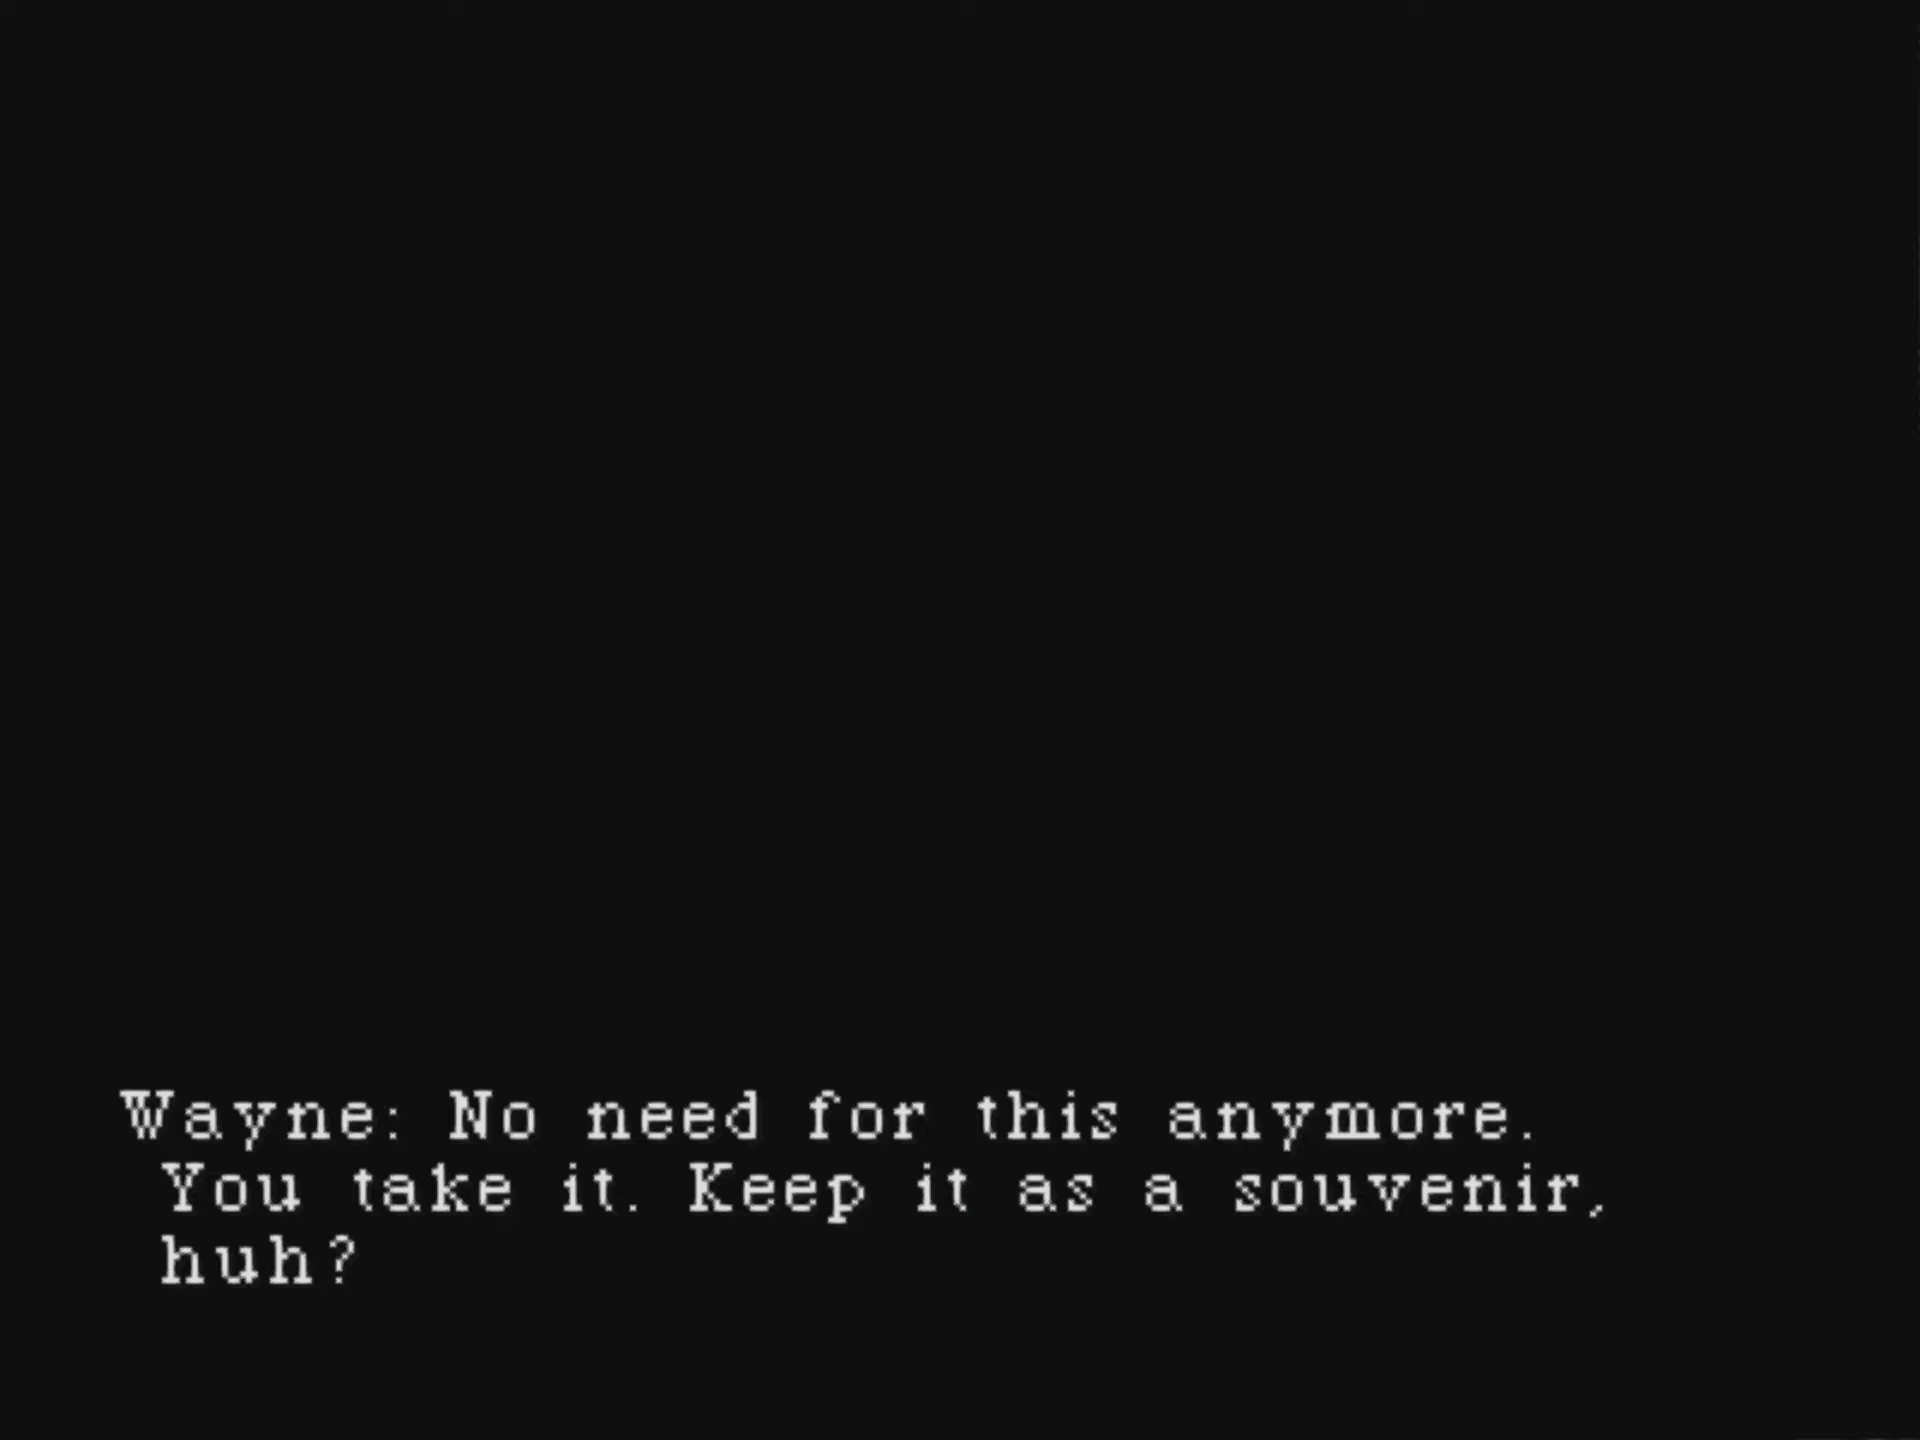 Wayne: No need for this anymore.
You take it. Keep it as a souvenir,
huh?